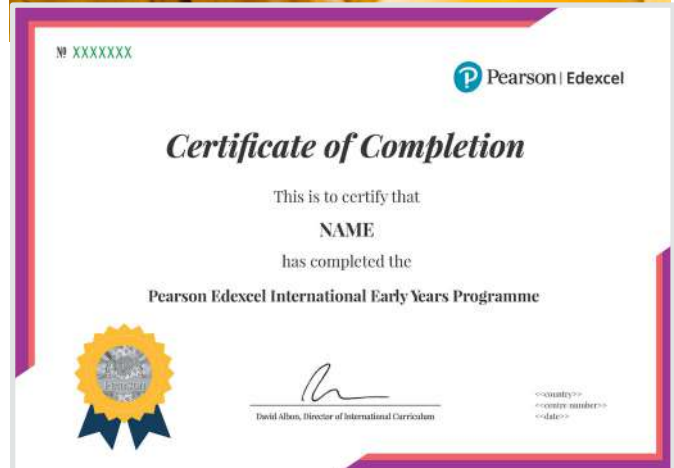 Nº XXXXXXX
Pearson | Edexcel
Certificate of Completion
This is to certify that
NAME
has completed the
Pearson Edexcel International Early Years Programme
Pearson
David Albon, Director of International Curriculum
<<country>>
<<centre number>>
<<date>>